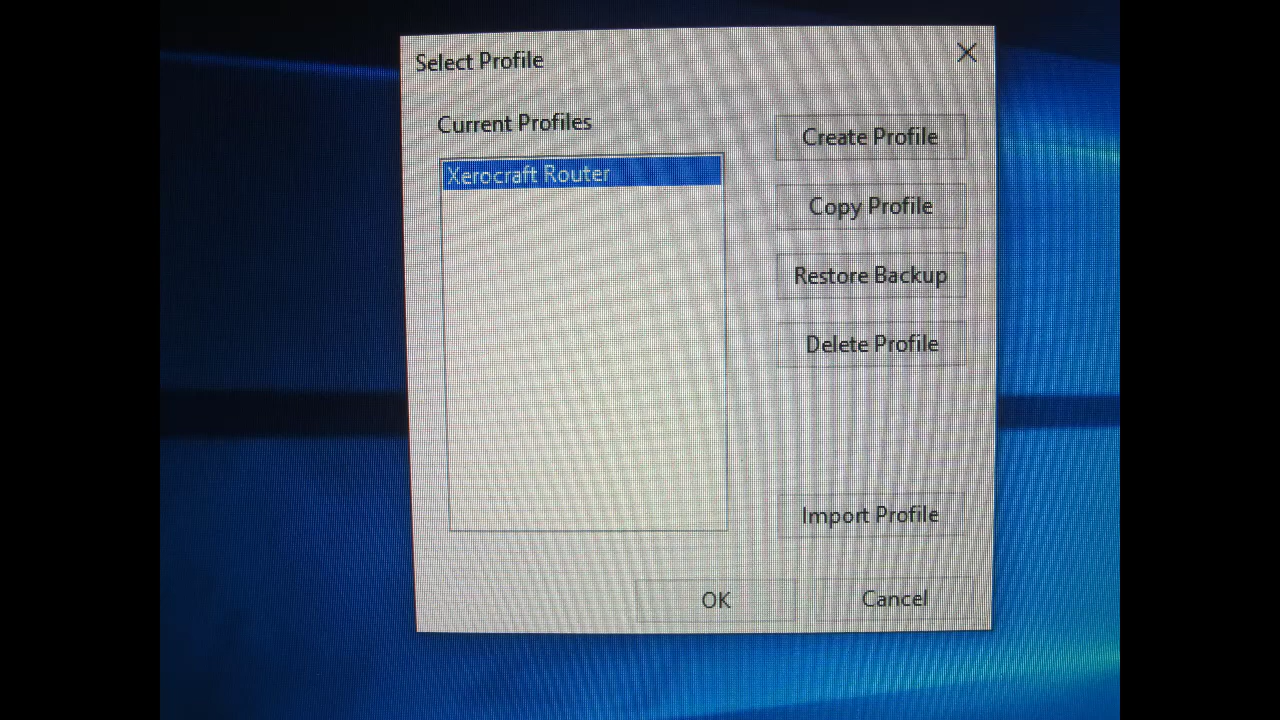 Select Profile
Current Profiles
Xerocraft Router
Create Profile
Copy Profile
Restore Backup
Delete Profile
Import Profile
OK
Cancel